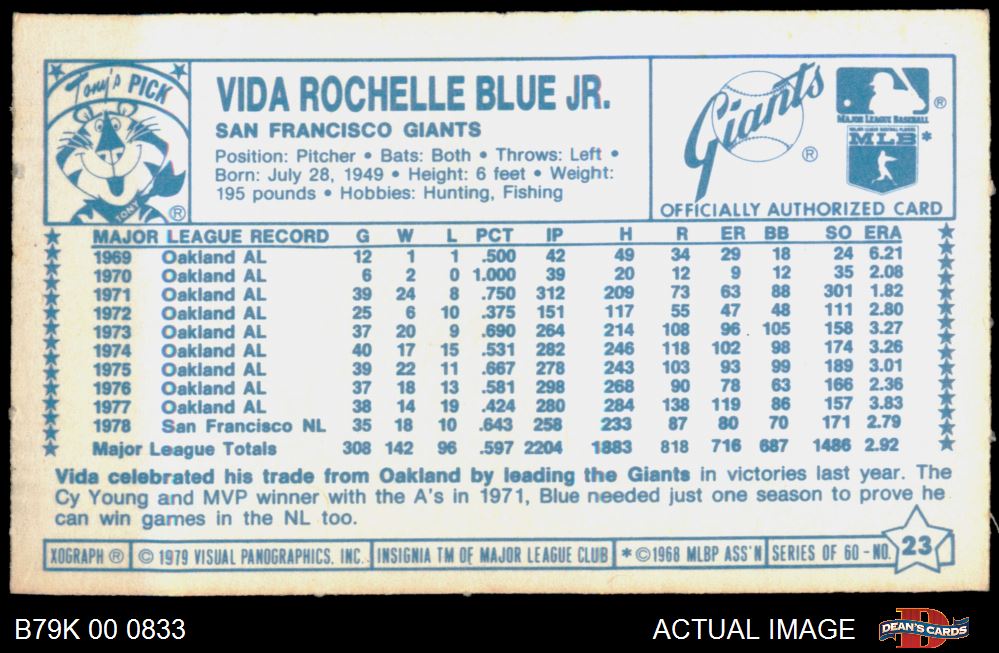 Tony's PICK
TONY ®
VIDA ROCHELLE BLUE JR.
SAN FRANCISCO GIANTS
Position: Pitcher • Bats: Both • Throws: Left •
Born: July 28, 1949 • Height: 6 feet • Weight:
195 pounds • Hobbies: Hunting, Fishing
Giants ®
MAJOR LEAGUE BASEBALL ®
MAJOR LEAGUE BASEBALL PLAYERS
MLB *
OFFICIALLY AUTHORIZED CARD
MAJOR LEAGUE RECORD G W L PCT IP H R ER BB SO ERA
1969 Oakland AL 12 1 1 .500 42 49 34 29 18 24 6.21
1970 Oakland AL 6 2 0 1.000 39 20 12 9 12 35 2.08
1971 Oakland AL 39 24 8 .750 312 209 73 63 88 301 1.82
1972 Oakland AL 25 6 10 .375 151 117 55 47 48 111 2.80
1973 Oakland AL 37 20 9 .690 264 214 108 96 105 158 3.27
1974 Oakland AL 40 17 15 .531 282 246 118 102 98 174 3.26
1975 Oakland AL 39 22 11 .667 278 243 103 93 99 189 3.01
1976 Oakland AL 37 18 13 .581 298 268 90 78 63 166 2.36
1977 Oakland AL 38 14 19 .424 280 284 138 119 86 157 3.83
1978 San Francisco NL 35 18 10 .643 258 233 87 80 70 171 2.79
Major League Totals 308 142 96 .597 2204 1883 818 716 687 1486 2.92
Vida celebrated his trade from Oakland by leading the Giants in victories last year. The
Cy Young and MVP winner with the A's in 1971, Blue needed just one season to prove he
can win games in the NL too.
XOGRAPH ® © 1979 VISUAL PANOGRAPHICS, INC. INSIGNIA TM OF MAJOR LEAGUE CLUB * © 1968 MLBP ASS'N SERIES OF 60 - NO. 23
B79K 00 0833
ACTUAL IMAGE
D DEAN'S CARDS